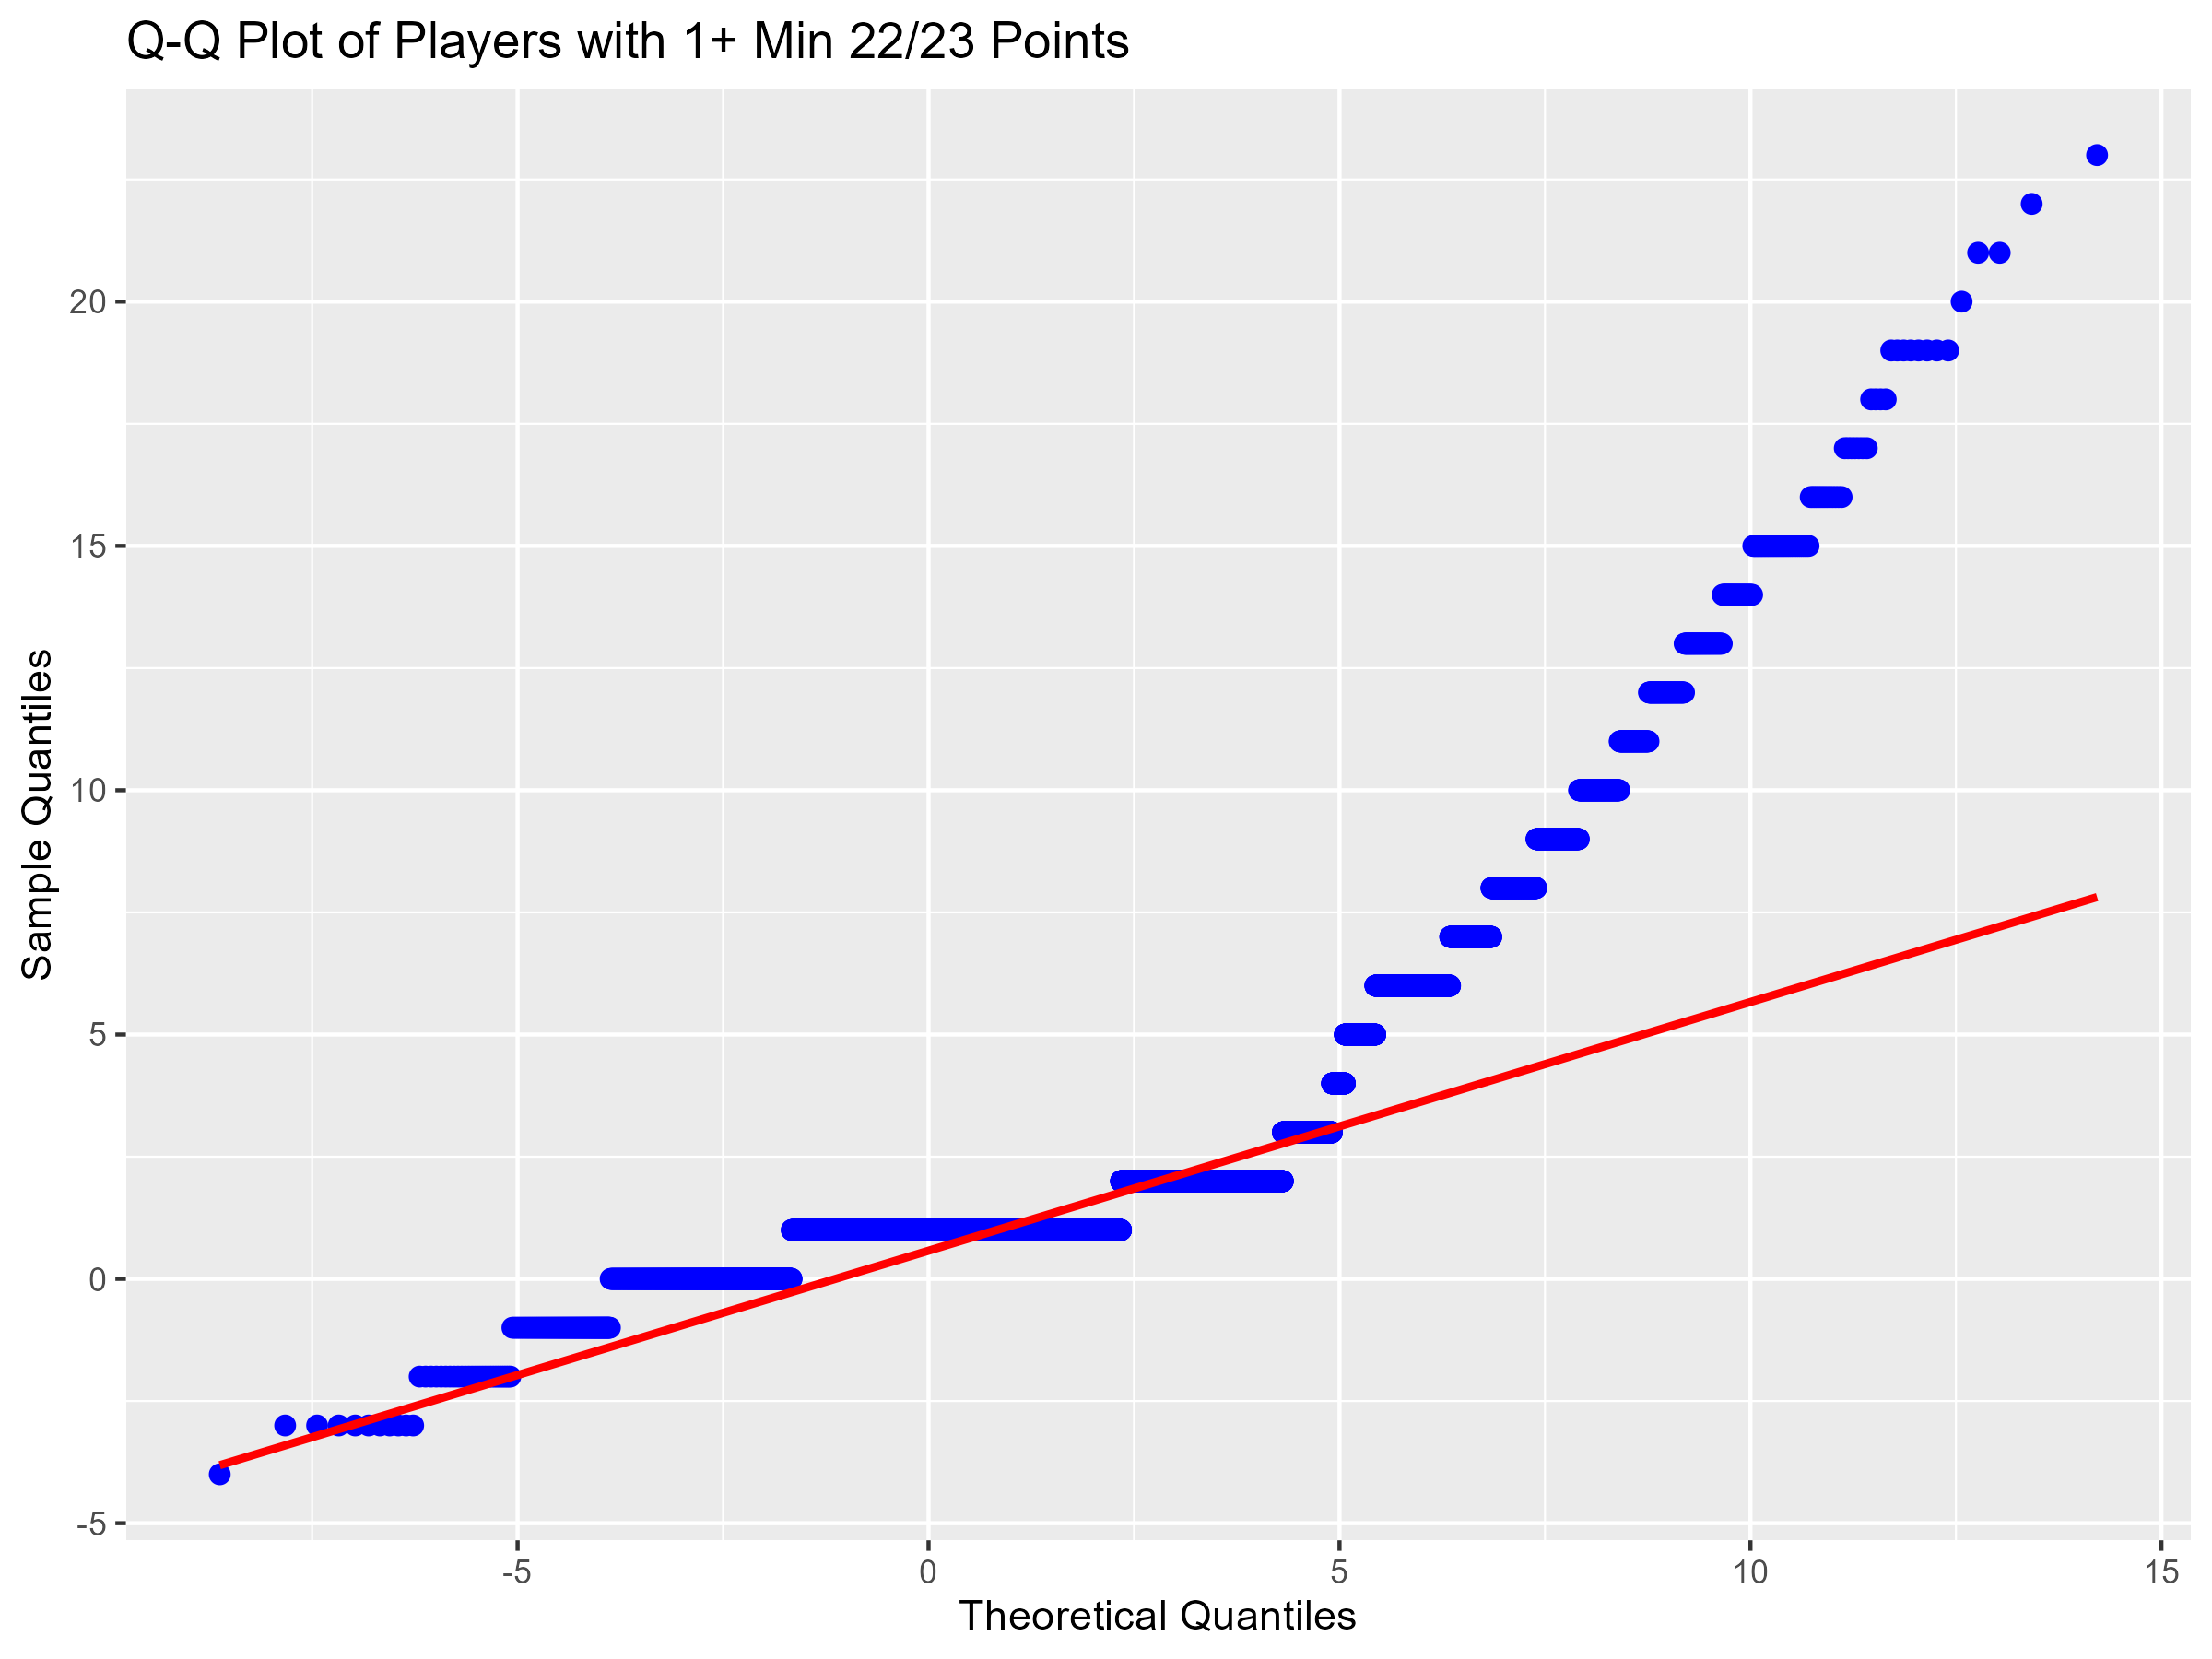 Q-Q Plot of Players with 1+ Min 22/23 Points
Sample Quantiles
20
15
10
5
0
-5
-5 0 5 10 15
Theoretical Quantiles